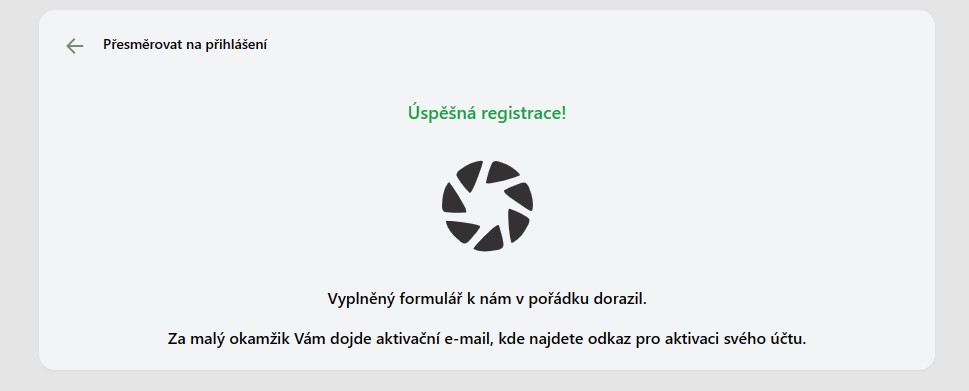 Přesměrovat na přihlášení
Úspěšná registrace!
Vyplněný formulář k nám v pořádku dorazil.
Za malý okamžik Vám dojde aktivační e-mail, kde najdete odkaz pro aktivaci svého účtu.